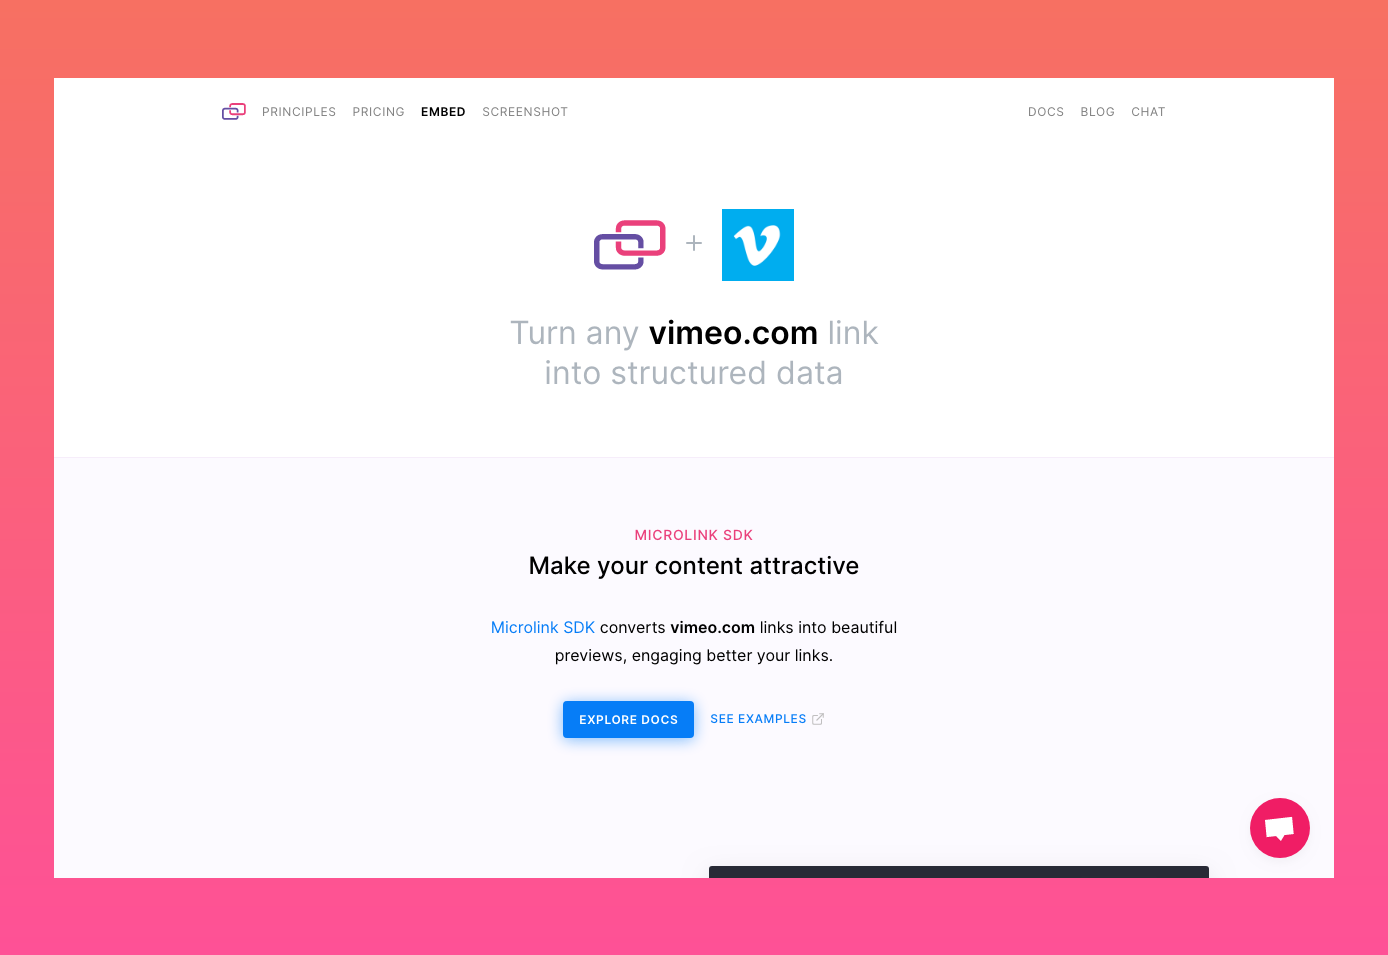 PRINCIPLES PRICING EMBED SCREENSHOT DOCS BLOG CHAT
Turn any vimeo.com link
into structured data
MICROLINK SDK
Make your content attractive
Microlink SDK converts vimeo.com links into beautiful
previews, engaging better your links.
EXPLORE DOCS SEE EXAMPLES